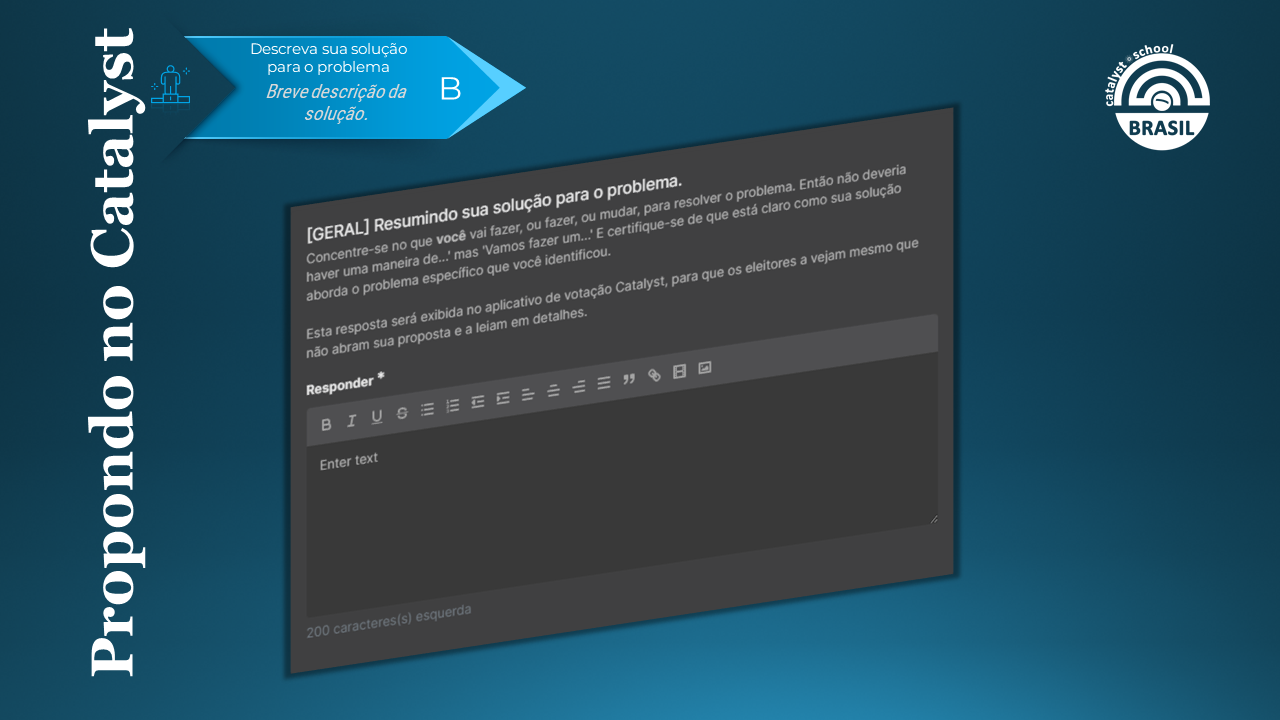 Propondo no Catalyst
Descreva sua solução
para o problema
Breve descrição da
solução.
B
catalyst school
BRASIL
[GERAL] Resumindo sua solução para o problema.
Concentre-se no que você vai fazer, ou fazer, ou mudar, para resolver o problema. Então não deveria
haver uma maneira de...' mas 'Vamos fazer um...' E certifique-se de que está claro como sua solução
aborda o problema específico que você identificou.
Esta resposta será exibida no aplicativo de votação Catalyst, para que os eleitores a vejam mesmo que
não abram sua proposta e a leiam em detalhes.
Responder *
B I U S
Enter text
200 caracteres(s) esquerda